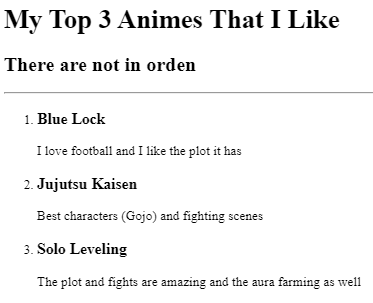 My Top 3 Animes That I Like
There are not in orden
1. Blue Lock
I love football and I like the plot it has
2. Jujutsu Kaisen
Best characters (Gojo) and fighting scenes
3. Solo Leveling
The plot and fights are amazing and the aura farming as well